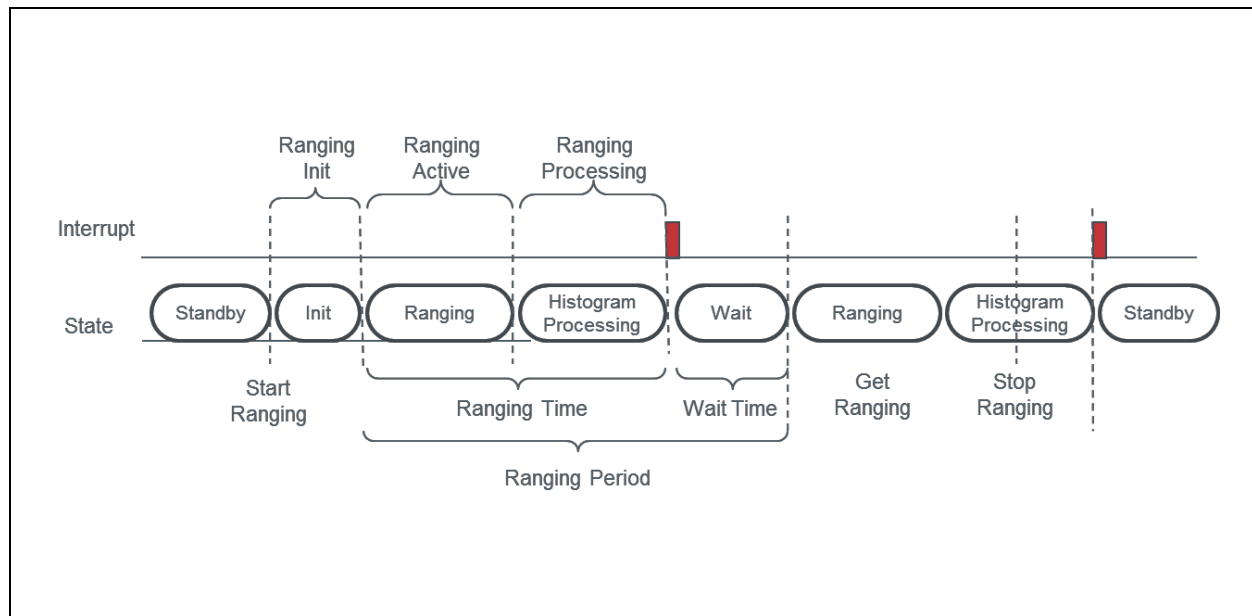 Ranging
Init
Ranging
Active
Ranging
Processing
Interrupt
State
Standby
Init
Ranging
Histogram
Processing
Wait
Ranging
Histogram
Processing
Standby
Start
Ranging
Ranging Time
Wait Time
Get
Ranging
Stop
Ranging
Ranging Period